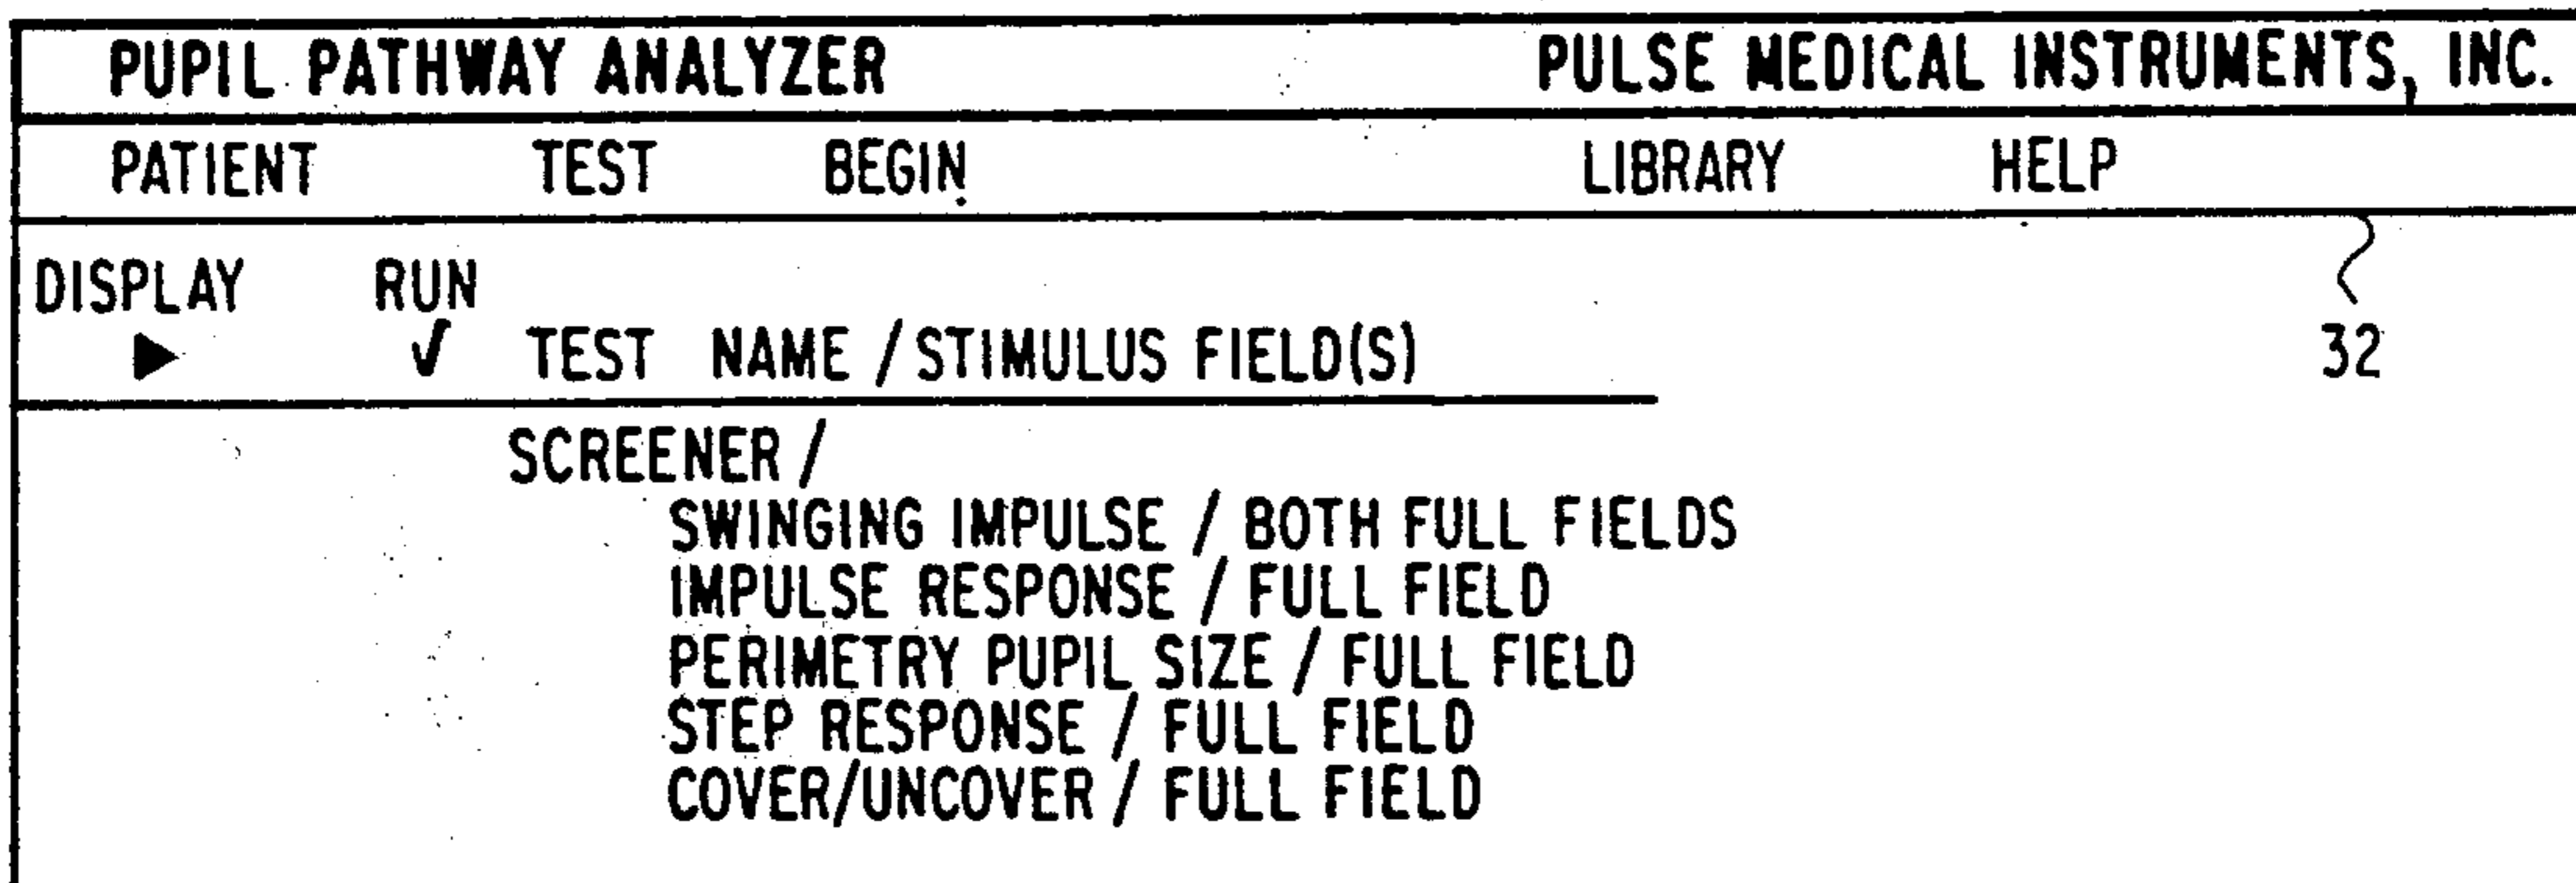 PUPIL PATHWAY ANALYZER PULSE MEDICAL INSTRUMENTS, INC.
PATIENT TEST BEGIN LIBRARY HELP
DISPLAY RUN
▶ √ TEST NAME / STIMULUS FIELD(S) 32
SCREENER /
SWINGING IMPULSE / BOTH FULL FIELDS
IMPULSE RESPONSE / FULL FIELD
PERIMETRY PUPIL SIZE / FULL FIELD
STEP RESPONSE / FULL FIELD
COVER/UNCOVER / FULL FIELD